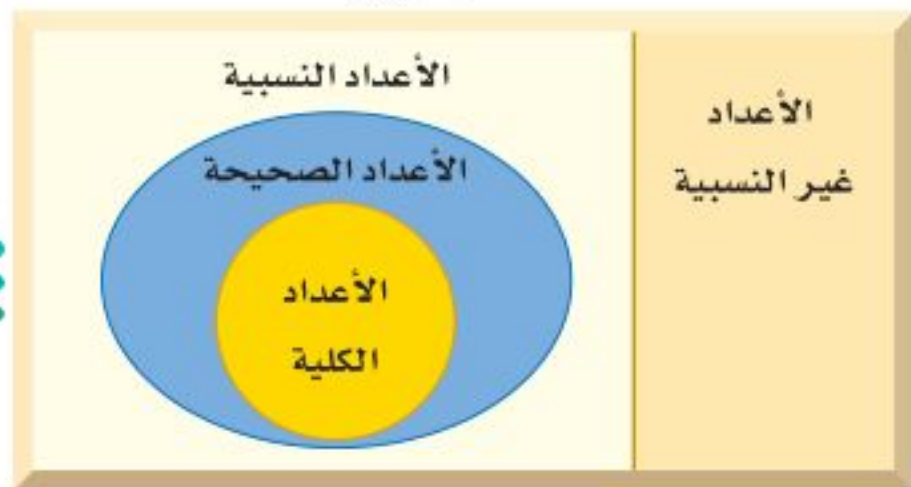 الأعداد النسبية
الأعداد الصحيحة
الأعداد
الكلية
الأعداد
غير النسبية